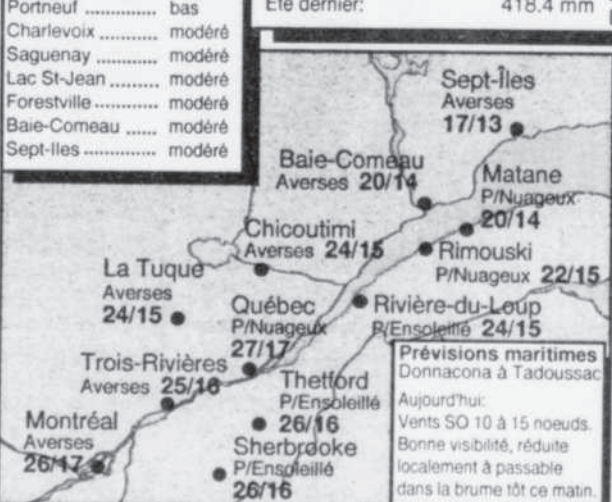 Portneuf .................. bas
Charlevoix ......... modéré
Saguenay .......... modéré
Lac St-Jean ........ modéré
Forestville .......... modéré
Baie-Comeau ...... modéré
Sept-Iles .............. modéré
Été dernier: 418.4 mm
Sept-Îles
Averses
17/13
Baie-Comeau
Averses 20/14
Matane
P/Nuageux
20/14
Chicoutimi
Averses 24/15
Rimouski
P/Nuageux 22/15
La Tuque
Averses
24/15
Québec
P/Nuageux
27/17
Rivière-du-Loup
P/Ensoleillé 24/15
Trois-Rivières
Averses 25/16
Thetford
P/Ensoleillé
26/16
Montréal
Averses
26/17
Sherbrooke
P/Ensoleillé
26/16
Prévisions maritimes
Donnacona à Tadoussac
Aujourd'hui:
Vents SO 10 à 15 noeuds.
Bonne visibilité, réduite
localement à passable
dans la brume tôt ce matin.